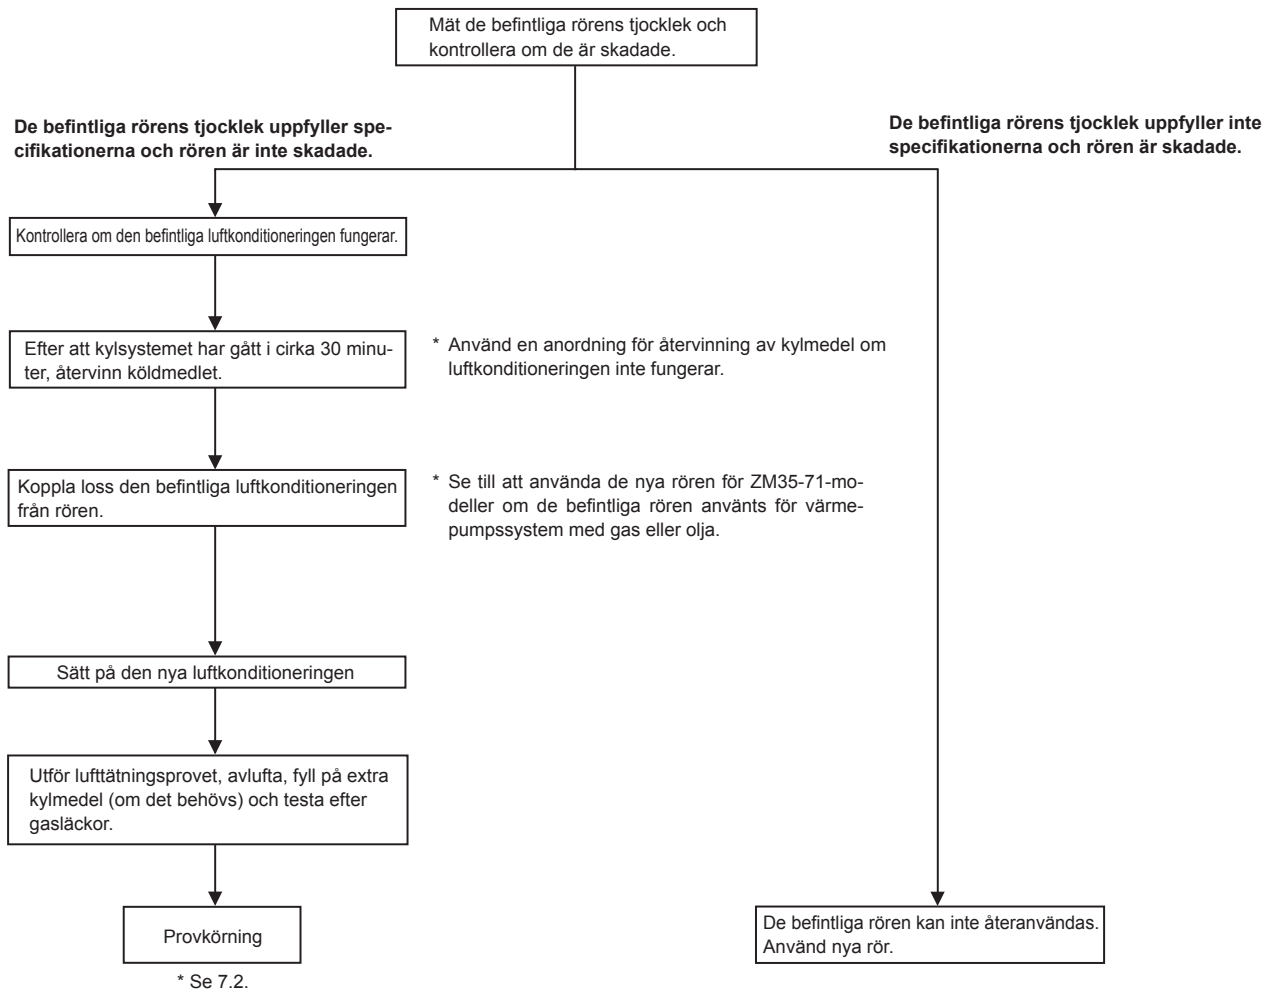 Mät de befintliga rörens tjocklek och
kontrollera om de är skadade.
De befintliga rörens tjocklek uppfyller spe-
cifikationerna och rören är inte skadade.
De befintliga rörens tjocklek uppfyller inte
specifikationerna och rören är skadade.
Kontrollera om den befintliga luftkonditioneringen fungerar.
Efter att kylsystemet har gått i cirka 30 minu-
ter, återvinn köldmedlet.
* Använd en anordning för återvinning av kylmedel om
luftkonditioneringen inte fungerar.
Koppla loss den befintliga luftkonditioneringen
från rören.
* Se till att använda de nya rören för ZM35-71-mo-
deller om de befintliga rören använts för värme-
pumpssystem med gas eller olja.
Sätt på den nya luftkonditioneringen
Utför lufttätningsprovet, avlufta, fyll på extra
kylmedel (om det behövs) och testa efter
gasläckor.
Provkörning
* Se 7.2.
De befintliga rören kan inte återanvändas.
Använd nya rör.